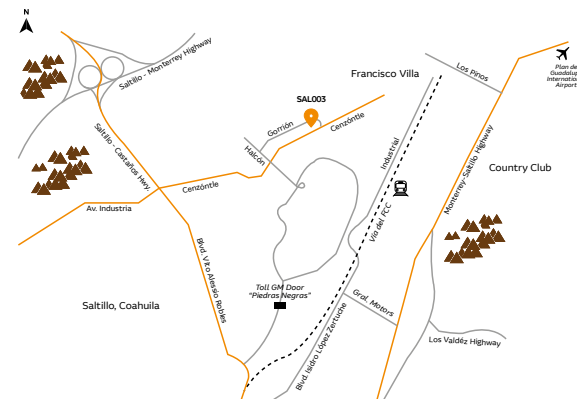 N
Saltillo - Monterrey Highway
Plan de
Guadalup
Internatio
Airport
Los Pinos
Francisco Villa
SAL003
Gorrión
Cenzóntle
Halcón
Industrial
Saltillo - Castaños Hwy.
Monterrey-Saltillo Highway
Country Club
Cenzóntle
Av. Industria
Vía del FCC
Blvd. Vito Alessio Robles
Toll GM Door
"Piedras Negras"
Saltillo, Coahuila
Gral. Motors
Blvd. Isidro López Zertuche
Los Valdéz Highway